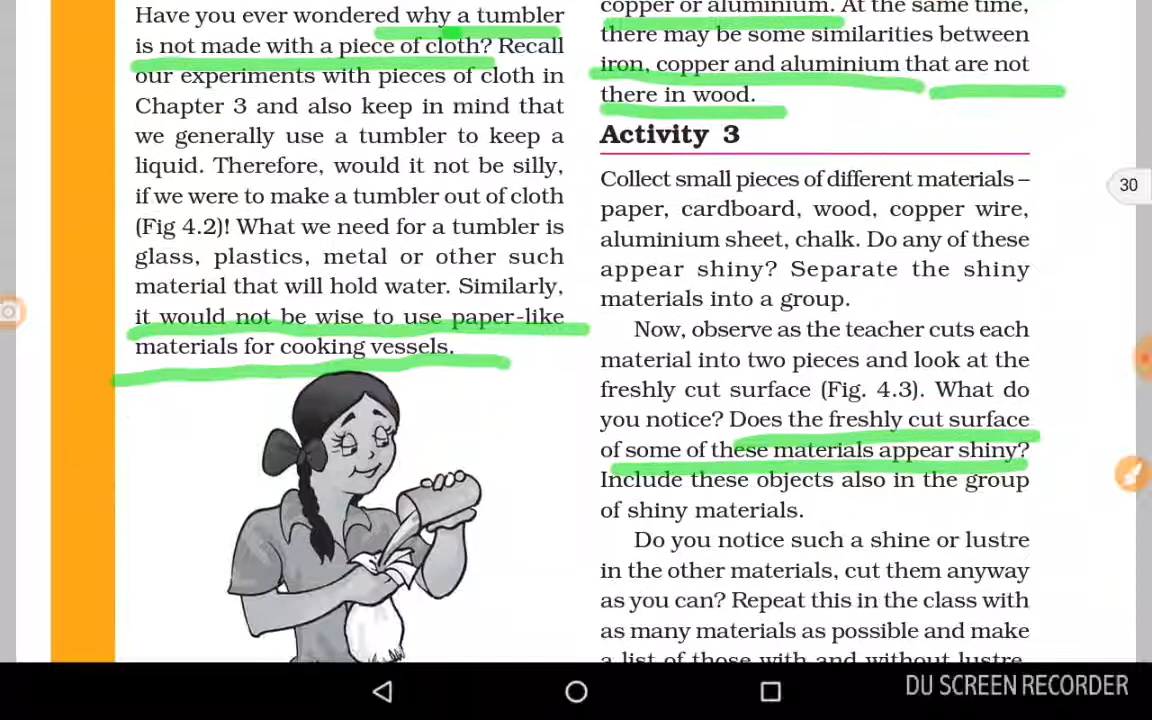 Have you ever wondered why a tumbler
is not made with a piece of cloth? Recall
our experiments with pieces of cloth in
Chapter 3 and also keep in mind that
we generally use a tumbler to keep a
liquid. Therefore, would it not be silly,
if we were to make a tumbler out of cloth
(Fig 4.2)! What we need for a tumbler is
glass, plastics, metal or other such
material that will hold water. Similarly,
it would not be wise to use paper-like
materials for cooking vessels.
copper or aluminium. At the same time,
there may be some similarities between
iron, copper and aluminium that are not
there in wood.
Activity 3
Collect small pieces of different materials –
paper, cardboard, wood, copper wire,
aluminium sheet, chalk. Do any of these
appear shiny? Separate the shiny
materials into a group.
Now, observe as the teacher cuts each
material into two pieces and look at the
freshly cut surface (Fig. 4.3). What do
you notice? Does the freshly cut surface
of some of these materials appear shiny?
Include these objects also in the group
of shiny materials.
Do you notice such a shine or lustre
in the other materials, cut them anyway
as you can? Repeat this in the class with
as many materials as possible and make
a list of those with and without lustre.
30
DU SCREEN RECORDER